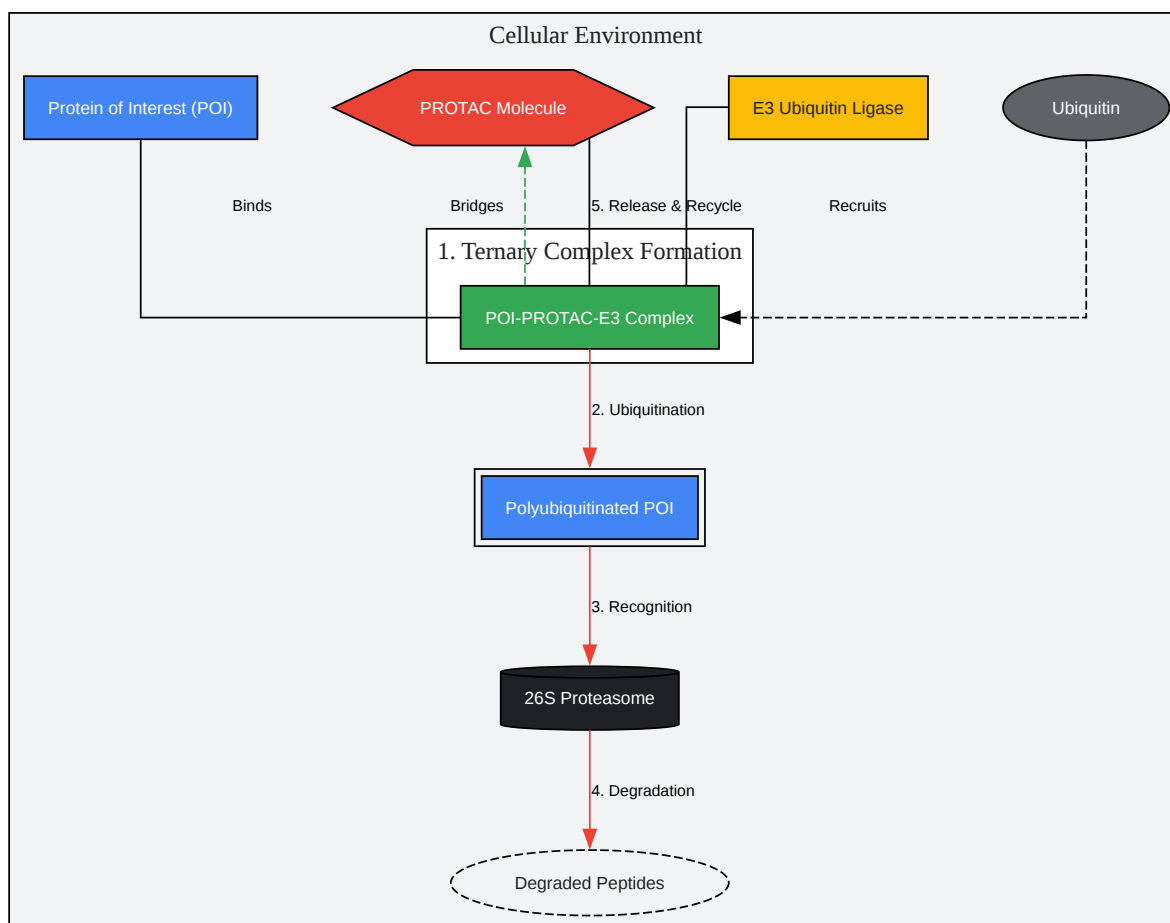 Cellular Environment
Protein of Interest (POI)
PROTAC Molecule
E3 Ubiquitin Ligase
Ubiquitin
Binds
Bridges
5. Release & Recycle
Recruits
1. Ternary Complex Formation
POI-PROTAC-E3 Complex
2. Ubiquitination
Polyubiquitinated POI
3. Recognition
26S Proteasome
4. Degradation
Degraded Peptides